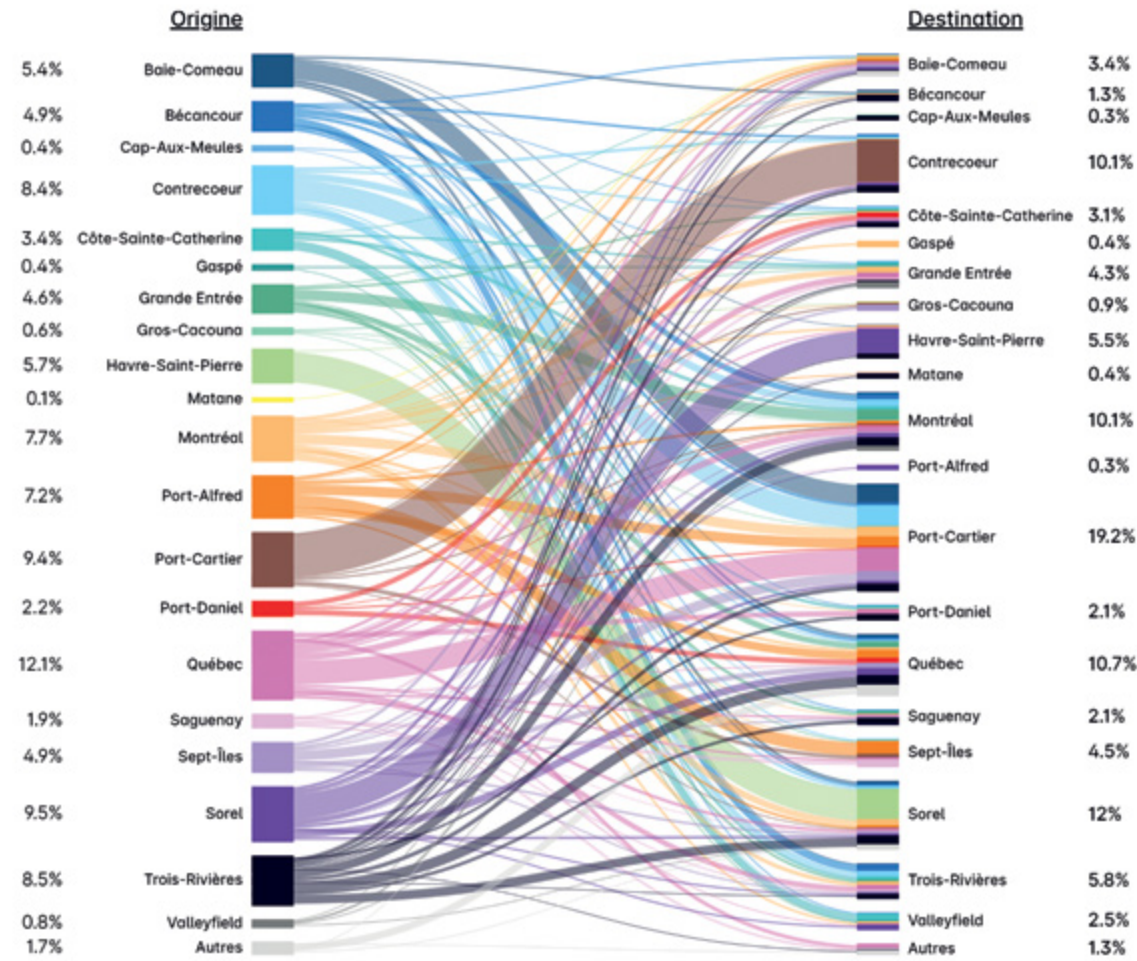 Origine
5.4% Baie-Comeau
4.9% Bécancour
0.4% Cap-Aux-Meules
8.4% Contrecoeur
3.4% Côte-Sainte-Catherine
0.4% Gaspé
4.6% Grande Entrée
0.6% Gros-Cacouna
5.7% Havre-Saint-Pierre
0.1% Matane
7.7% Montréal
7.2% Port-Alfred
9.4% Port-Cartier
2.2% Port-Daniel
12.1% Québec
1.9% Saguenay
4.9% Sept-Îles
9.5% Sorel
8.5% Trois-Rivières
0.8% Valleyfield
1.7% Autres
Destination
Baie-Comeau 3.4%
Bécancour 1.3%
Cap-Aux-Meules 0.3%
Contrecoeur 10.1%
Côte-Sainte-Catherine 3.1%
Gaspé 0.4%
Grande Entrée 4.3%
Gros-Cacouna 0.9%
Havre-Saint-Pierre 5.5%
Matane 0.4%
Montréal 10.1%
Port-Alfred 0.3%
Port-Cartier 19.2%
Port-Daniel 2.1%
Québec 10.7%
Saguenay 2.1%
Sept-Îles 4.5%
Sorel 12%
Trois-Rivières 5.8%
Valleyfield 2.5%
Autres 1.3%